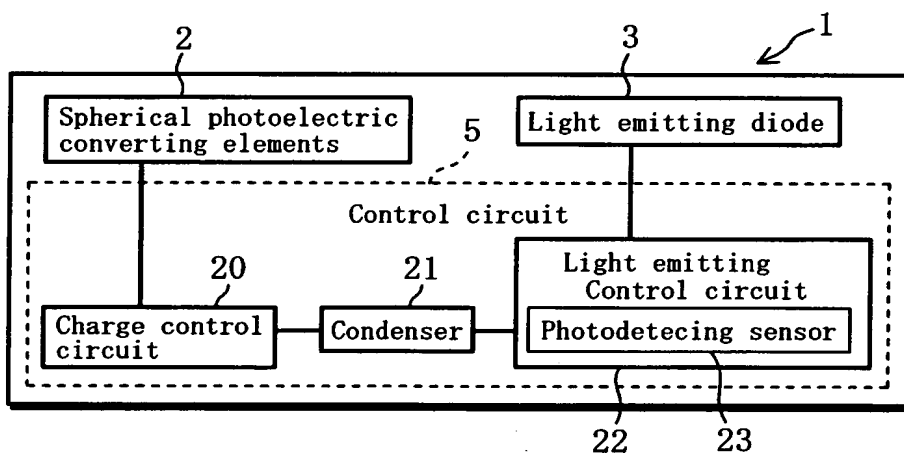 1
2
3
Spherical photoelectric
converting elements
Light emitting diode
5
Control circuit
20
21
Light emitting
Control circuit
Charge control
circuit
Condenser
Photodetecing sensor
22
23